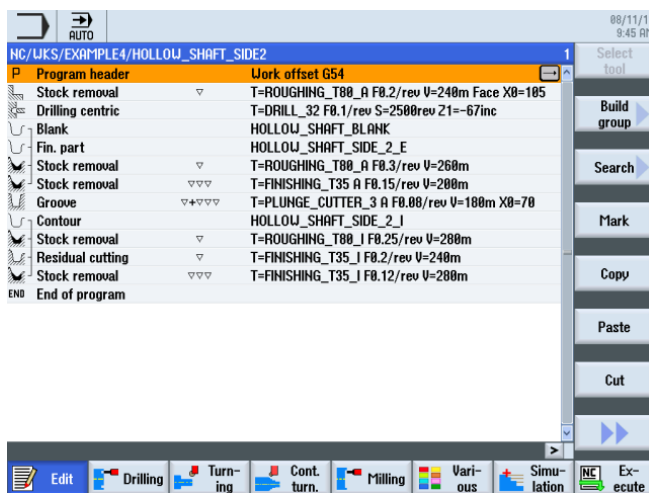 AUTO
08/11/1
9:45 AM
NC/WKS/EXAMPLE4/HOLLOW_SHAFT_SIDE2 1
P Program header Work offset G54
Stock removal ▽ T=ROUGHING_T80_A F0.2/rev V=240m Face X0=105
Drilling centric T=DRILL_32 F0.1/rev S=2500rev Z1=-67inc
Blank HOLLOW_SHAFT_BLANK
Fin. part HOLLOW_SHAFT_SIDE_2_E
Stock removal ▽ T=ROUGHING_T80_A F0.3/rev V=260m
Stock removal ▽▽▽ T=FINISHING_T35 A F0.15/rev V=200m
Groove ▽+▽▽▽ T=PLUNGE_CUTTER_3 A F0.08/rev V=180m X0=70
Contour HOLLOW_SHAFT_SIDE_2_I
Stock removal ▽ T=ROUGHING_T80_I F0.25/rev V=280m
Residual cutting ▽ T=FINISHING_T35_I F0.2/rev V=240m
Stock removal ▽▽▽ T=FINISHING_T35_I F0.12/rev V=280m
END End of program
Select
tool
Build
group
Search
Mark
Copy
Paste
Cut
Edit
Drilling
Turn-
ing
Cont.
turn.
Milling
Vari-
ous
Simu-
lation
NC Ex-
ecute